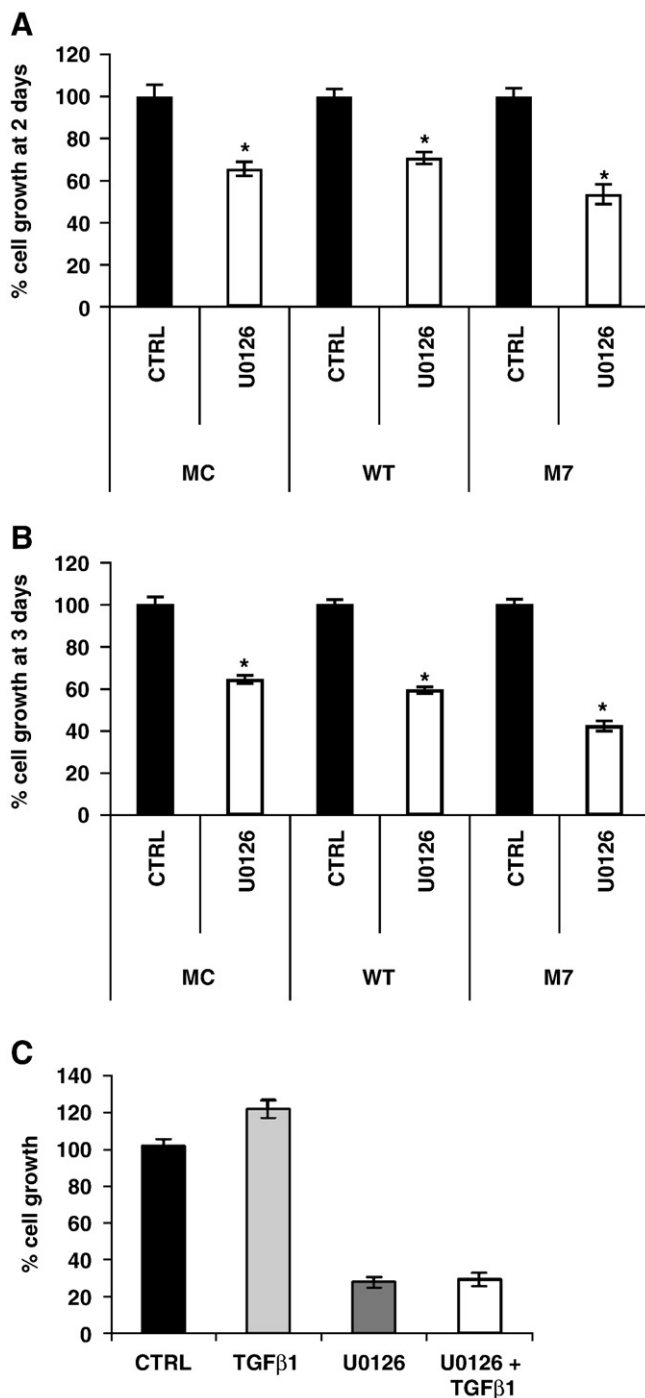 A
% cell growth at 2 days
120
100
80
60
40
20
0
* * *
CTRL U0126 CTRL U0126 CTRL U0126
MC WT M7
B
% cell growth at 3 days
120
100
80
60
40
20
0
* * *
CTRL U0126 CTRL U0126 CTRL U0126
MC WT M7
C
% cell growth
140
120
100
80
60
40
20
0
CTRL TGFβ1 U0126 U0126 +
TGFβ1